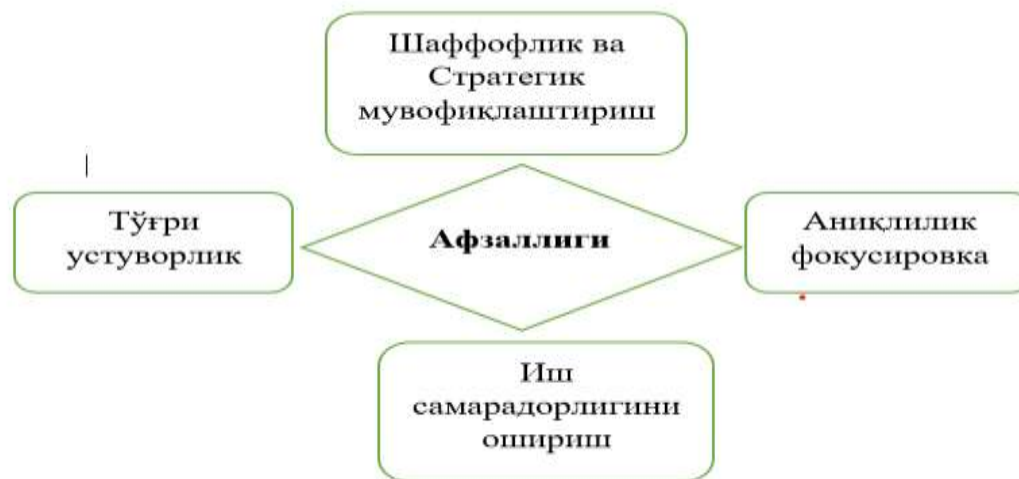 Шаффофлик ва
Стратегик
мувофиқлаштириш
Тўғри
устуворлик
Афзаллиги
Аниқлилик
фокусировка
Иш
самарадорлигини
ошириш